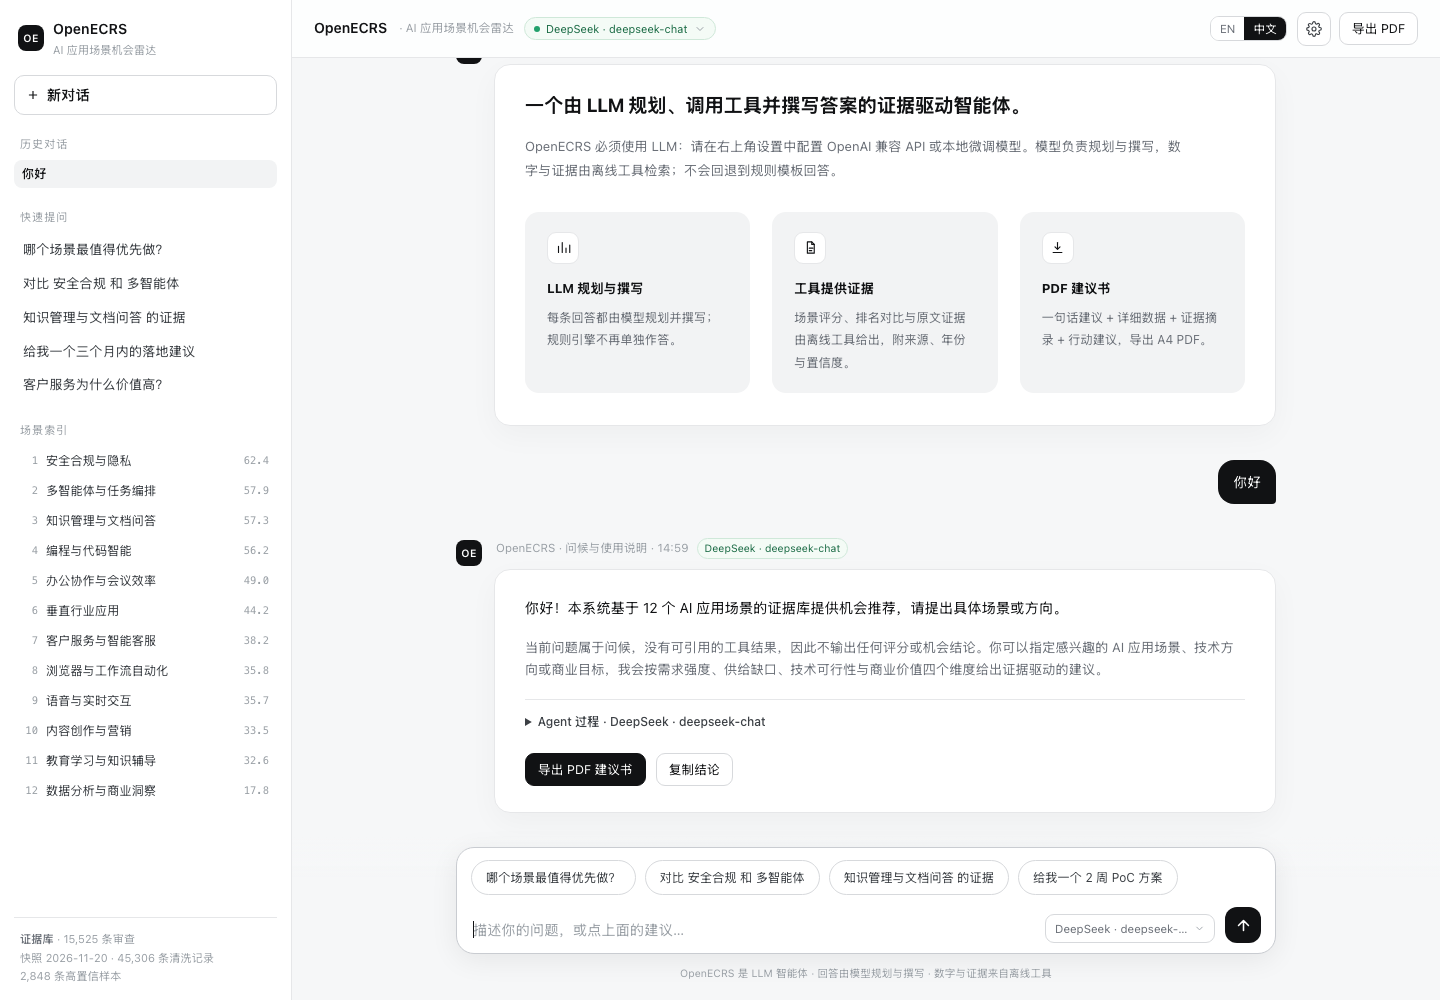 OE
OpenECRS
AI 应用场景机会雷达
+ 新对话
历史对话
你好
快速提问
哪个场景最值得优先做?
对比 安全合规 和 多智能体
知识管理与文档问答 的证据
给我一个三个月内的落地建议
客户服务为什么价值高?
场景索引
1 安全合规与隐私 62.4
2 多智能体与任务编排 57.9
3 知识管理与文档问答 57.3
4 编程与代码智能 56.2
5 办公协作与会议效率 49.0
6 垂直行业应用 44.2
7 客户服务与智能客服 38.2
8 浏览器与工作流自动化 35.8
9 语音与实时交互 35.7
10 内容创作与营销 33.5
11 教育学习与知识辅导 32.6
12 数据分析与商业洞察 17.8
证据库 · 15,525 条审查
快照 2026-11-20 · 45,306 条清洗记录
2,848 条高置信样本
OpenECRS · AI 应用场景机会雷达 DeepSeek · deepseek-chat EN 中文 导出 PDF
一个由 LLM 规划、调用工具并撰写答案的证据驱动智能体。
OpenECRS 必须使用 LLM：请在右上角设置中配置 OpenAI 兼容 API 或本地微调模型。模型负责规划与撰写，数
字与证据由离线工具检索；不会回退到规则模板回答。
LLM 规划与撰写
每条回答都由模型规划并撰写；
规则引擎不再单独作答。
工具提供证据
场景评分、排名对比与原文证据
由离线工具给出，附来源、年份
与置信度。
PDF 建议书
一句话建议 + 详细数据 + 证据摘
录 + 行动建议，导出 A4 PDF。
你好
OE OpenECRS · 问候与使用说明 · 14:59 DeepSeek · deepseek-chat
你好！本系统基于 12 个 AI 应用场景的证据库提供机会推荐，请提出具体场景或方向。
当前问题属于问候，没有可引用的工具结果，因此不输出任何评分或机会结论。你可以指定感兴趣的 AI 应用场景、技术方
向或商业目标，我会按需求强度、供给缺口、技术可行性与商业价值四个维度给出证据驱动的建议。
Agent 过程 · DeepSeek · deepseek-chat
导出 PDF 建议书 复制结论
哪个场景最值得优先做? 对比 安全合规 和 多智能体 知识管理与文档问答 的证据 给我一个 2 周 PoC 方案
描述你的问题，或点上面的建议... DeepSeek · deepseek-...
OpenECRS 是 LLM 智能体 · 回答由模型规划与撰写 · 数字与证据来自离线工具